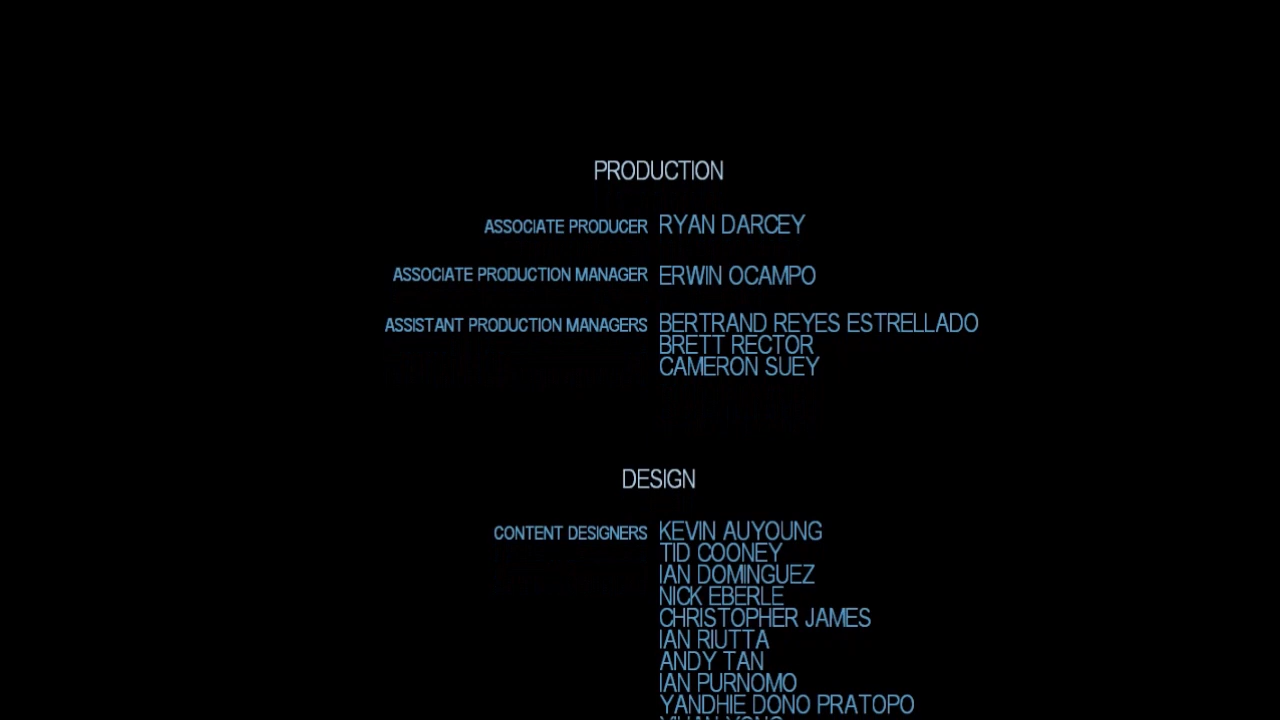 PRODUCTION
ASSOCIATE PRODUCER RYAN DARCEY
ASSOCIATE PRODUCTION MANAGER ERWIN OCAMPO
ASSISTANT PRODUCTION MANAGERS BERTRAND REYES ESTRELLADO
BRETT RECTOR
CAMERON SUEY
DESIGN
CONTENT DESIGNERS KEVIN AUYOUNG
TID COONEY
IAN DOMINGUEZ
NICK EBERLE
CHRISTOPHER JAMES
IAN RIUTTA
ANDY TAN
IAN PURNOMO
YANDHIE DONO PRATOPO